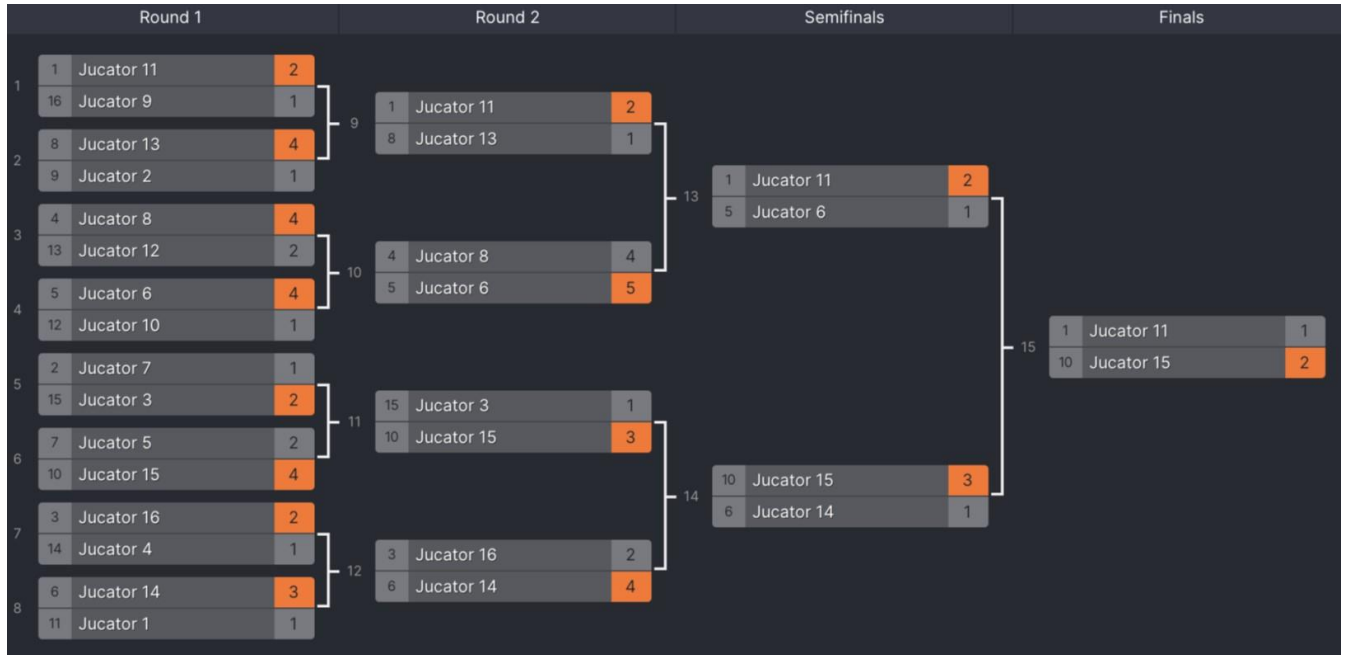 Round 1 Round 2 Semifinals Finals
1
1 Jucator 11 2
16 Jucator 9 1
2
8 Jucator 13 4
9 Jucator 2 1
3
4 Jucator 8 4
13 Jucator 12 2
4
5 Jucator 6 4
12 Jucator 10 1
5
2 Jucator 7 1
15 Jucator 3 2
6
7 Jucator 5 2
10 Jucator 15 4
7
3 Jucator 16 2
14 Jucator 4 1
8
6 Jucator 14 3
11 Jucator 1 1
9
1 Jucator 11 2
8 Jucator 13 1
10
4 Jucator 8 4
5 Jucator 6 5
11
15 Jucator 3 1
10 Jucator 15 3
12
3 Jucator 16 2
6 Jucator 14 4
13
1 Jucator 11 2
5 Jucator 6 1
14
10 Jucator 15 3
6 Jucator 14 1
15
1 Jucator 11 1
10 Jucator 15 2